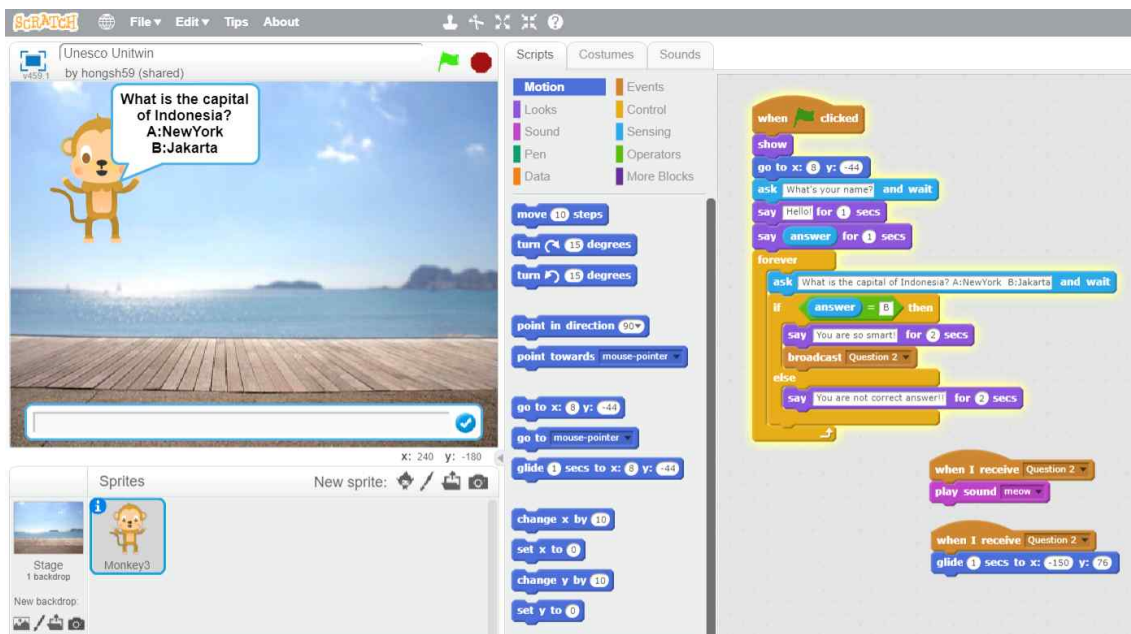 SCRATCH File▼ Edit▼ Tips About
Unesco Unitwin
v459.1 by hongsh59 (shared)
What is the capital
of Indonesia?
A:NewYork
B:Jakarta
X: 240 y: -180
Sprites New sprite:
Stage
1 backdrop
New backdrop:
Monkey3
Scripts Costumes Sounds
Motion Events
Looks Control
Sound Sensing
Pen Operators
Data More Blocks
move 10 steps
turn 15 degrees
turn 15 degrees
point in direction 90▼
point towards mouse-pointer
go to x: 8 y: -44
go to mouse-pointer
glide 1 secs to x: 8 y: -44
change x by 10
set x to 0
change y by 10
set y to 0
when clicked
show
go to x: 8 y: -44
ask What's your name? and wait
say Hello! for 1 secs
say answer for 1 secs
forever
ask What is the capital of Indonesia? A:NewYork B:Jakarta and wait
if answer = B then
say You are so smart! for 2 secs
broadcast Question 2
else
say You are not correct answer!! for 2 secs
when I receive Question 2
play sound meow
when I receive Question 2
glide 1 secs to x: -150 y: 76